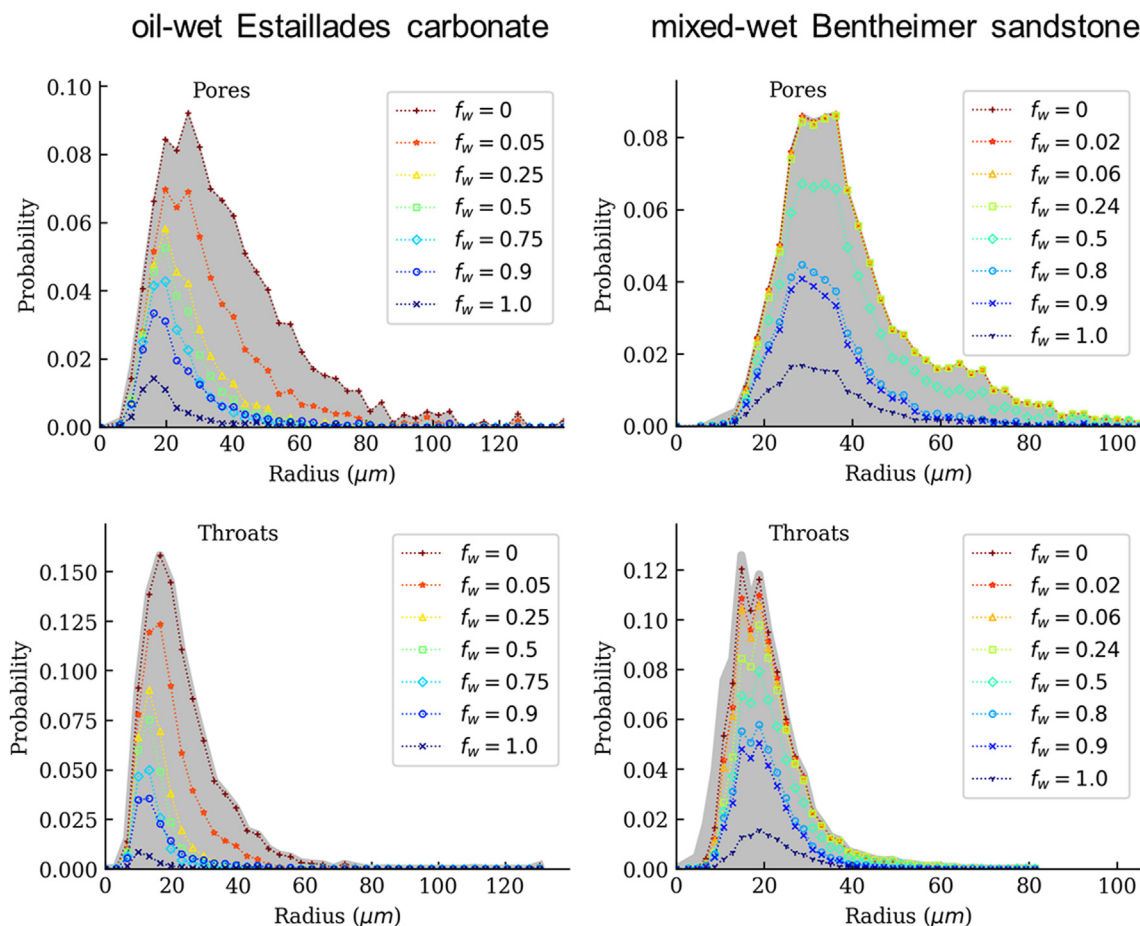 oil-wet Estaillades carbonate
mixed-wet Bentheimer sandstone
Pores
Probability
0.10
0.08
0.06
0.04
0.02
0.00
0 20 40 60 80 100 120
Radius (μm)
f_w = 0
f_w = 0.05
f_w = 0.25
f_w = 0.5
f_w = 0.75
f_w = 0.9
f_w = 1.0
Pores
Probability
0.08
0.06
0.04
0.02
0.00
0 20 40 60 80 100
Radius (μm)
f_w = 0
f_w = 0.02
f_w = 0.06
f_w = 0.24
f_w = 0.5
f_w = 0.8
f_w = 0.9
f_w = 1.0
Throats
Probability
0.150
0.125
0.100
0.075
0.050
0.025
0.000
0 20 40 60 80 100 120
Radius (μm)
f_w = 0
f_w = 0.05
f_w = 0.25
f_w = 0.5
f_w = 0.75
f_w = 0.9
f_w = 1.0
Throats
Probability
0.12
0.10
0.08
0.06
0.04
0.02
0.00
0 20 40 60 80 100
Radius (μm)
f_w = 0
f_w = 0.02
f_w = 0.06
f_w = 0.24
f_w = 0.5
f_w = 0.8
f_w = 0.9
f_w = 1.0